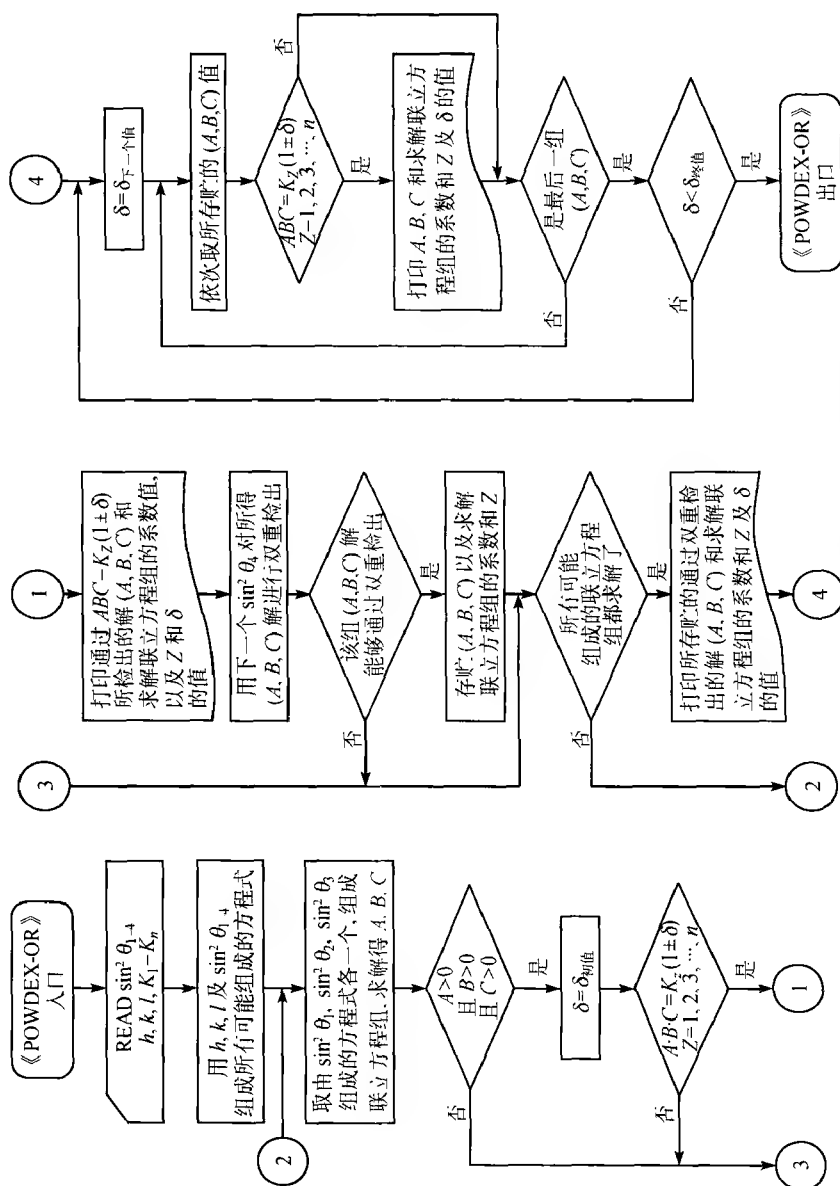 《POWDEX-OR》
入口
READ sin² θ₁₋₄
h, k, l, K₁−Kₙ
用 h, k, l 及 sin² θ₁₋₄
组成所有可能组成的方程式
2
取由 sin² θ₁, sin² θ₂, sin² θ₃
组成的方程式各一个, 组成
联立方程组, 求解得 A, B, C
A>0
且 B>0
且 C>0
否
是
δ=δ初值
A·B·C=K_Z(1±δ)
Z=1, 2, 3, …, n
否
是
3
1
1
3
打印通过 ABC−K_Z(1±δ)
所检出的解 (A, B, C) 和
求解联立方程组的系数值,
以及 Z 和 δ
的值
用下一个 sin² θ₄ 对所得
(A, B, C) 解进行双重检出
该组 (A,B,C) 解
能够通过双重检出
否
是
存贮 (A, B, C) 以及求解
联立方程组的系数和 Z
所有可能
组成的联立方程
组都求解了
否
是
打印所存贮的通过双重检
出的解 (A, B, C) 和求解联
立方程组的系数和 Z 及 δ
的值
2
4
4
δ=δ下一个值
依次取所存贮的 (A,B,C) 值
ABC=K_Z(1±δ)
Z−1, 2, 3, …, n
否
是
打印 A, B, C 和求解联立方
程组的系数和 Z 及 δ 的值
是最后一组
(A,B,C)
否
是
δ<δ终值
否
是
《POWDEX-OR》
出口